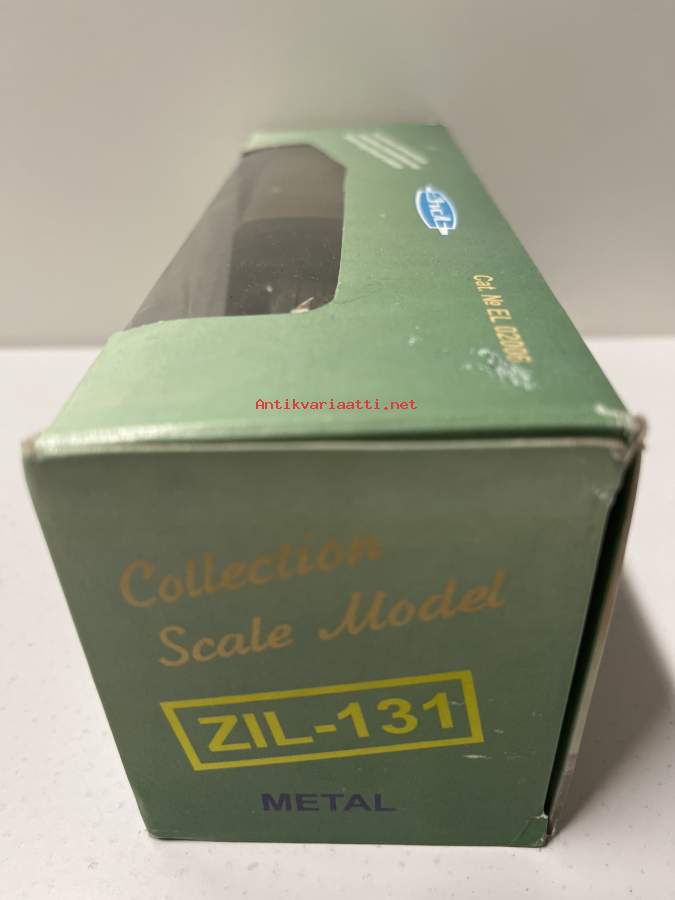 Cat. № EL 02006
Antikvariaatti.net
Collection
Scale Model
ZIL-131
METAL